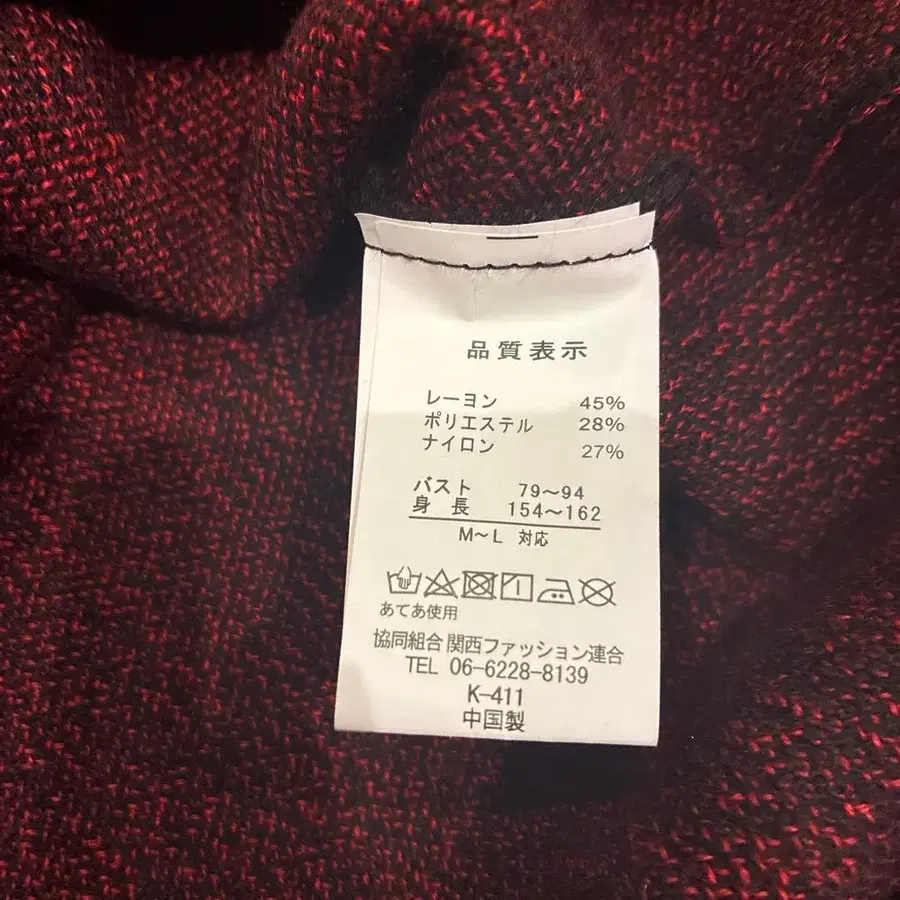 品質表示
レーヨン 45%
ポリエステル 28%
ナイロン 27%
バスト 79～94
身 長 154～162
M～L 対応
あてあ使用
協同組合 関西ファッション連合
TEL 06-6228-8139
K-411
中国製